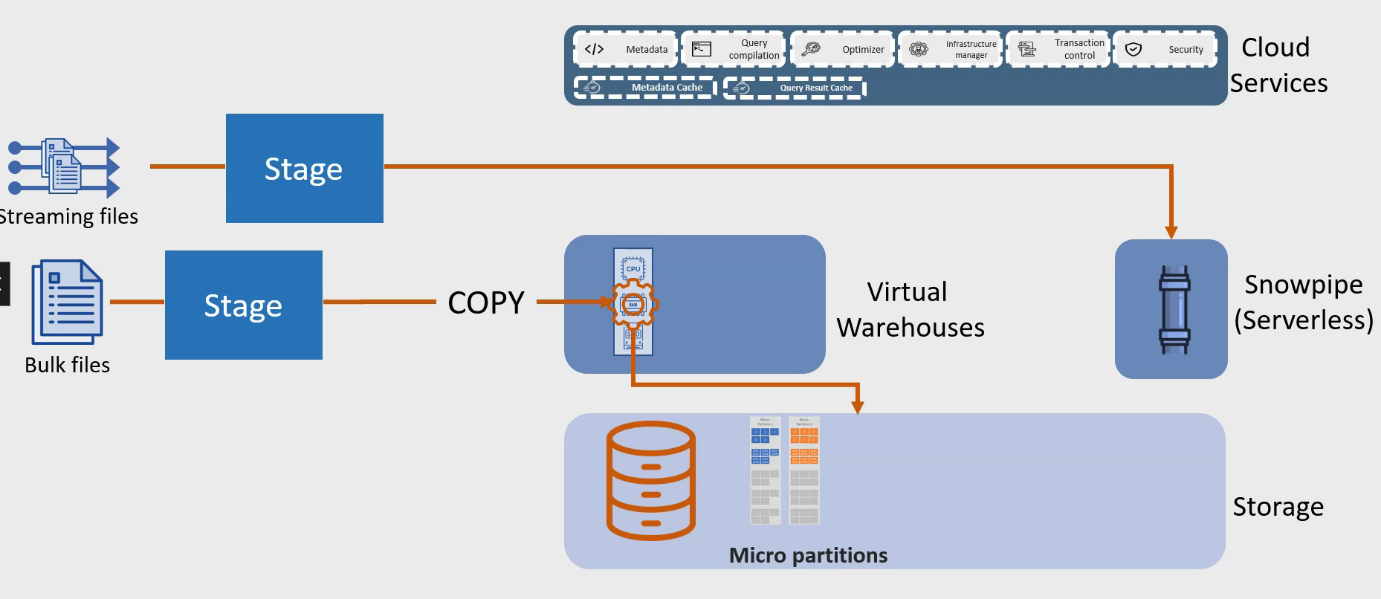 </> Metadata
Query
compilation
Optimizer
Infrastructure
manager
Transaction
control
Security
Metadata Cache
Query Result Cache
Cloud
Services
Stage
Streaming files
Stage
COPY
Bulk files
CPU
Virtual
Warehouses
Snowpipe
(Serverless)
Storage
Micro partitions